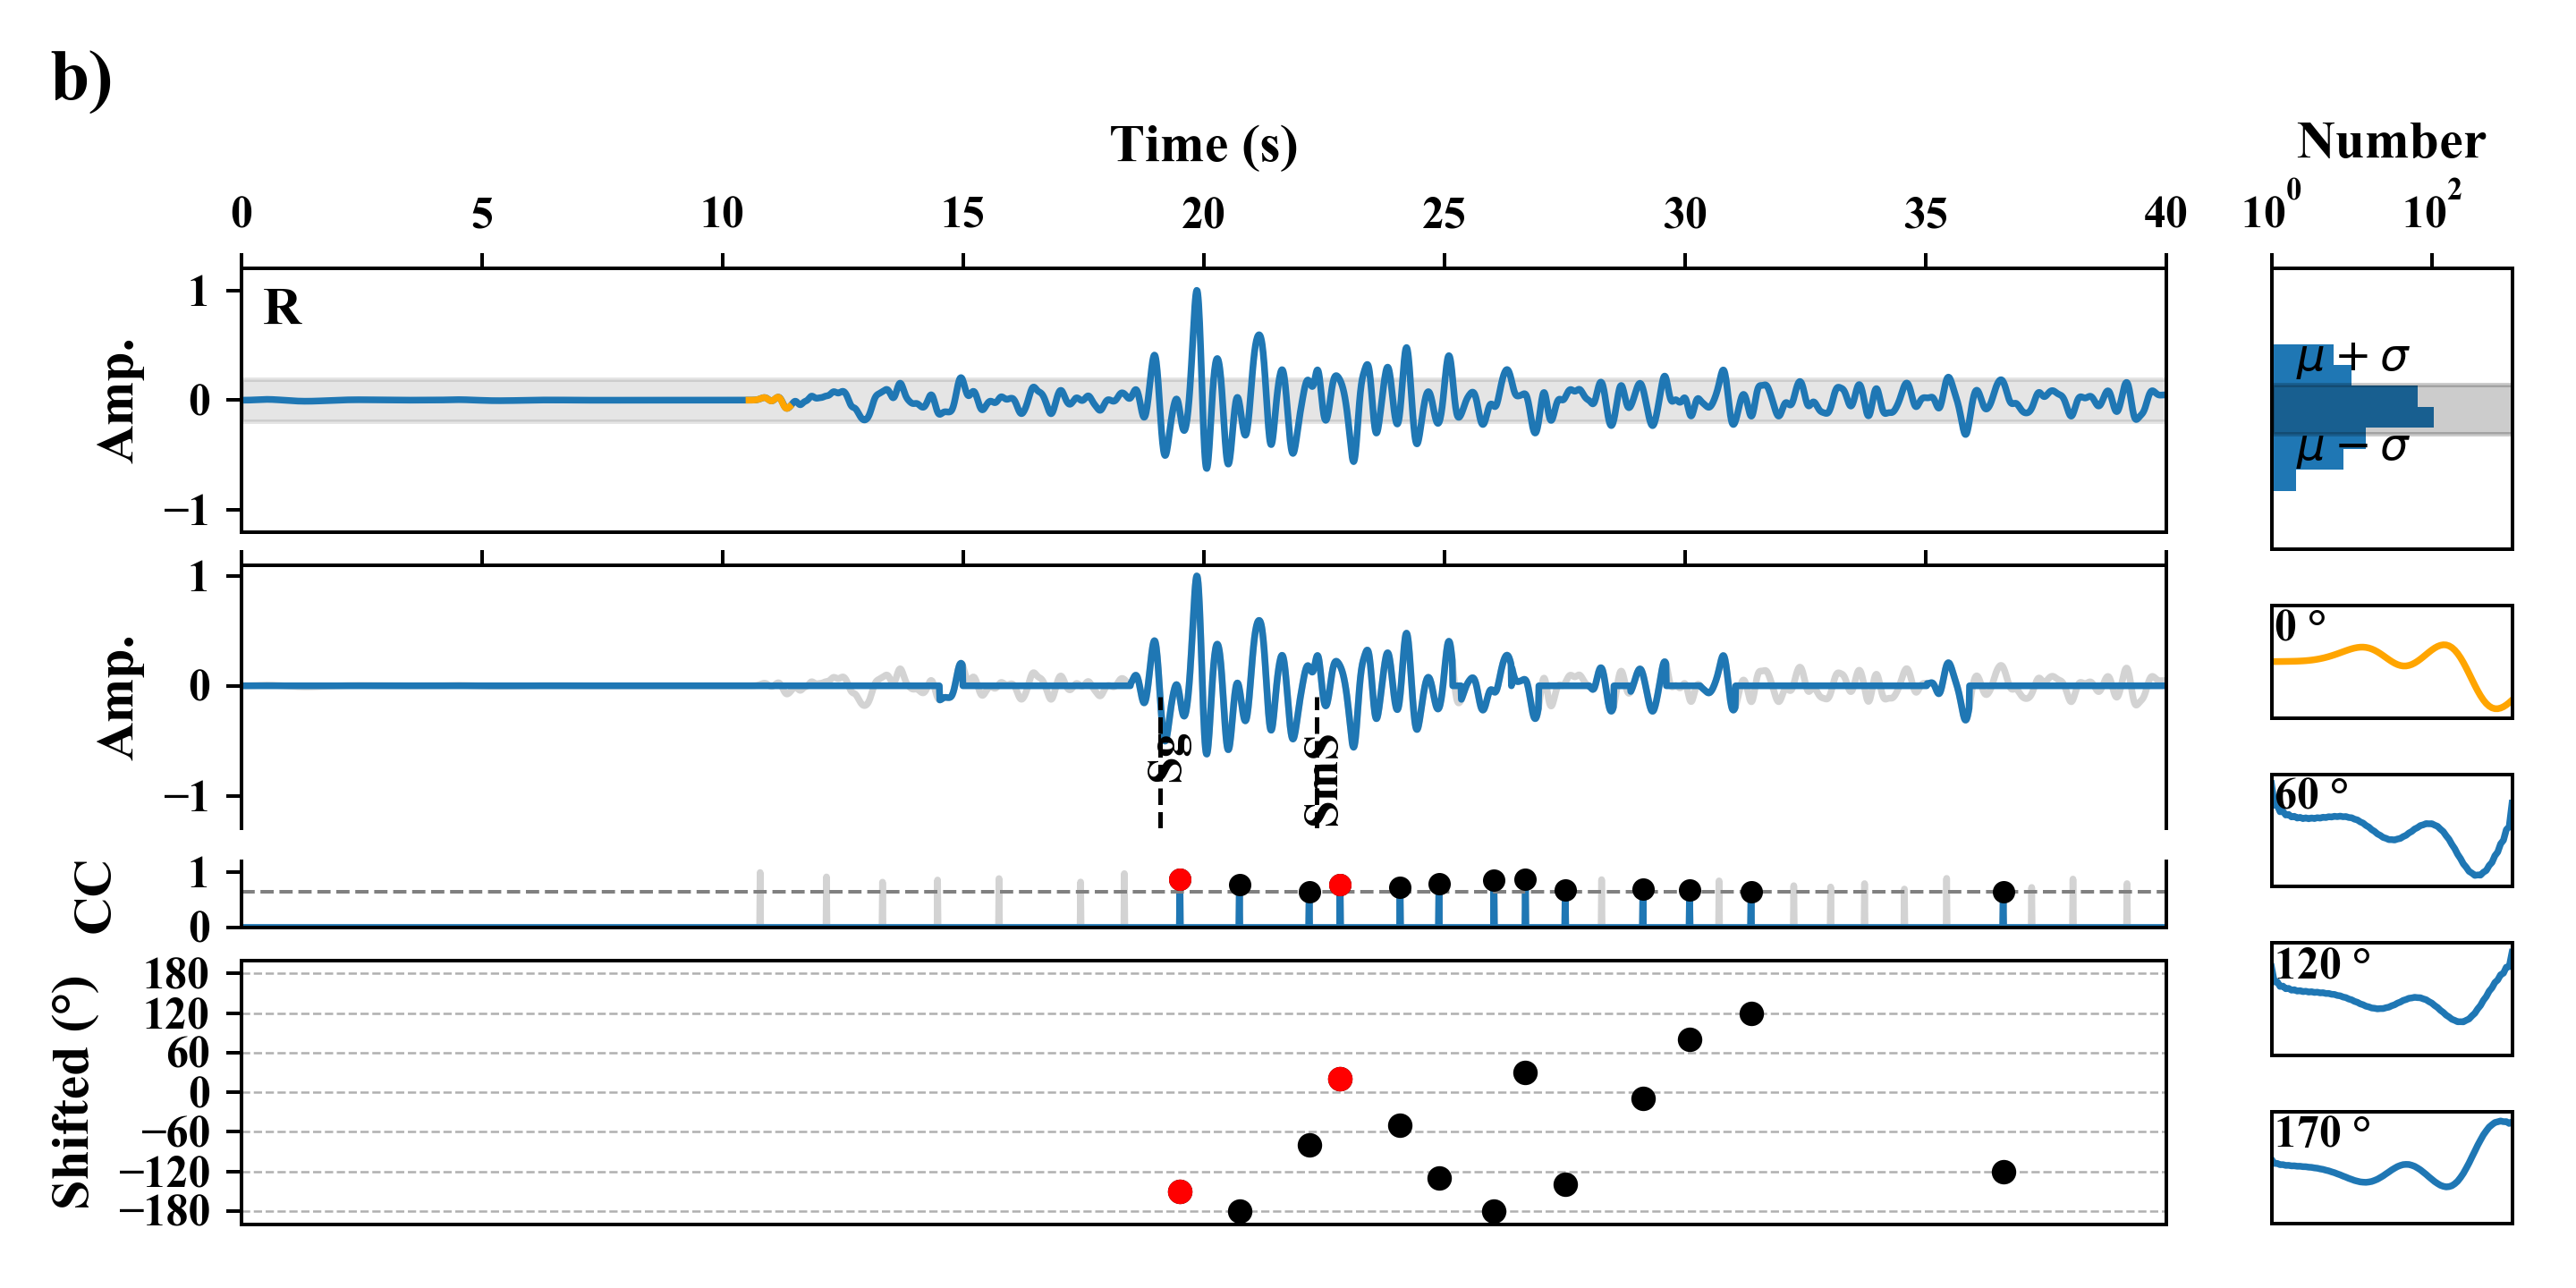 b)
Time (s)
Number
0 5 10 15 20 25 30 35 40
10^0 10^2
R
Amp.
1
0
−1
μ + σ
μ − σ
Amp.
1
0
−1
Sg
SmS
0 °
60 °
CC
1
0
120 °
Shifted (°)
180
120
60
0
−60
−120
−180
170 °